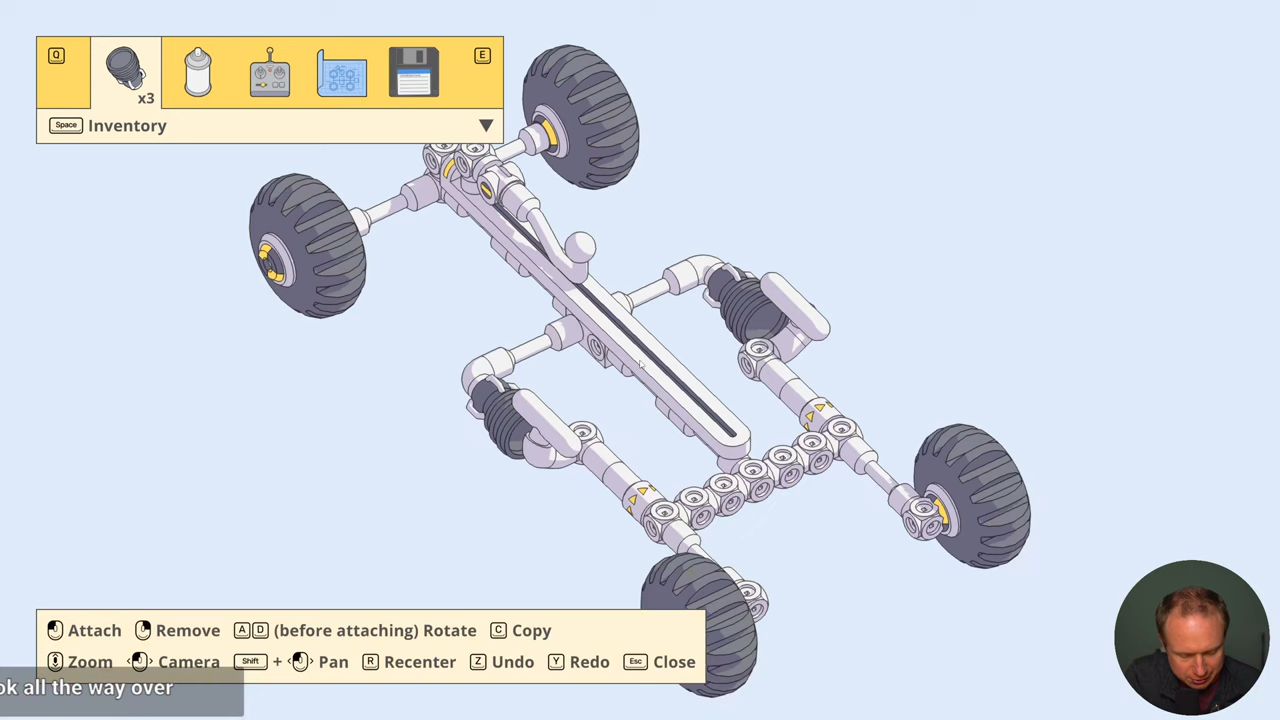 Q
E
x3
Space Inventory
Attach Remove A D (before attaching) Rotate C Copy
Zoom Camera Shift + Pan R Recenter Z Undo Y Redo Esc Close
ok all the way over